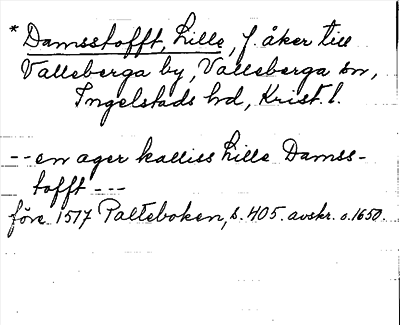 * Damsstofft, Lille, f. åker till
Valleberga by, Valleberga sn,
Ingelstads hd, Krist. l.
-- en ager kalliss Lille Damss-
tofft ---
före 1517 Palteboken, s. 405. avskr. o. 1650.